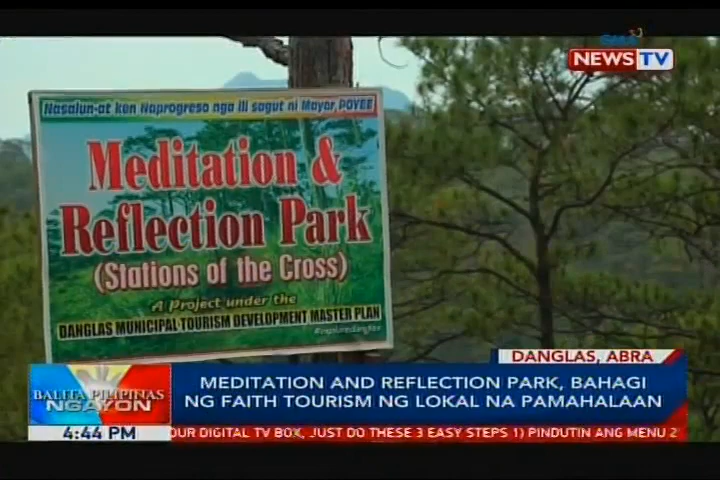 GMA
NEWS TV
Nasalun-at ken Naprogreso nga ili sagut ni Mayor POYEE
Meditation &
Reflection Park
(Stations of the Cross)
A Project under the
DANGLAS MUNICIPAL TOURISM DEVELOPMENT MASTER PLAN
DANGLAS, ABRA
BALITA PILIPINAS
NGAYON
MEDITATION AND REFLECTION PARK, BAHAGI
NG FAITH TOURISM NG LOKAL NA PAMAHALAAN
4:44 PM
OUR DIGITAL TV BOX, JUST DO THESE 3 EASY STEPS 1) PINDUTIN ANG MENU 2